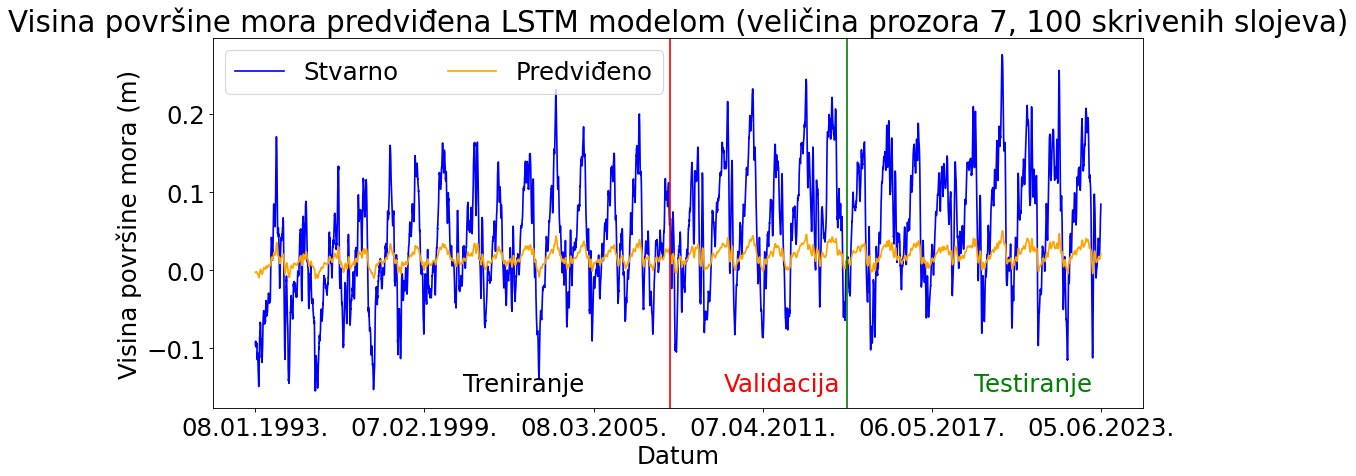 Visina površine mora predviđena LSTM modelom (veličina prozora 7, 100 skrivenih slojeva)
Stvarno
Predviđeno
Visina površine mora (m)
0.2
0.1
0.0
−0.1
Treniranje
Validacija
Testiranje
08.01.1993.
07.02.1999.
08.03.2005.
07.04.2011.
06.05.2017.
05.06.2023.
Datum